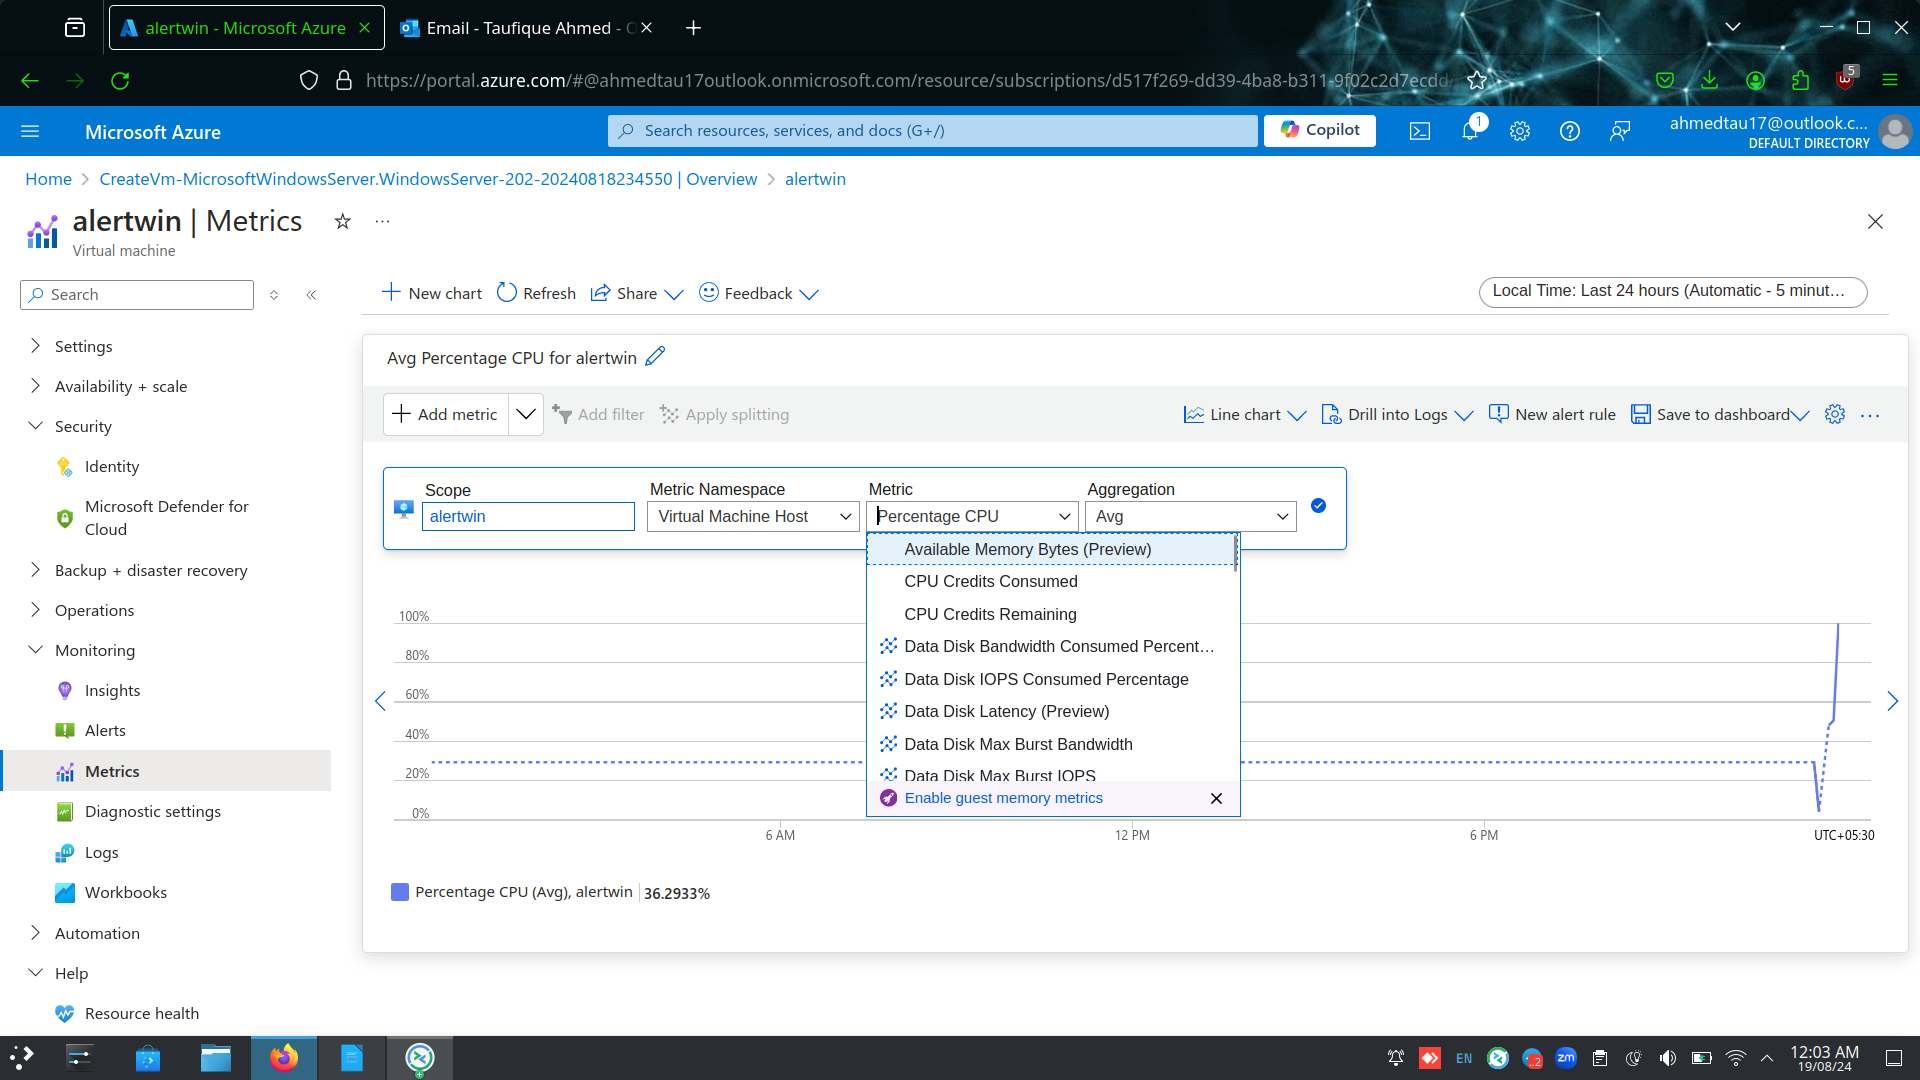 alertwin - Microsoft Azure
Email - Taufique Ahmed -
https://portal.azure.com/#@ahmedtau17outlook.onmicrosoft.com/resource/subscriptions/d517f269-dd39-4ba8-b311-9f02c2d7ecdd
5
Microsoft Azure
Search resources, services, and docs (G+/)
Copilot
1
ahmedtau17@outlook.c...
DEFAULT DIRECTORY
Home > CreateVm-MicrosoftWindowsServer.WindowsServer-202-20240818234550 | Overview > alertwin
alertwin | Metrics
Virtual machine
Search
New chart
Refresh
Share
Feedback
Local Time: Last 24 hours (Automatic - 5 minut...
Settings
Availability + scale
Security
Identity
Microsoft Defender for
Cloud
Backup + disaster recovery
Operations
Monitoring
Insights
Alerts
Metrics
Diagnostic settings
Logs
Workbooks
Automation
Help
Resource health
Avg Percentage CPU for alertwin
Add metric
Add filter
Apply splitting
Line chart
Drill into Logs
New alert rule
Save to dashboard
Scope
alertwin
Metric Namespace
Virtual Machine Host
Metric
Percentage CPU
Aggregation
Avg
Available Memory Bytes (Preview)
CPU Credits Consumed
CPU Credits Remaining
Data Disk Bandwidth Consumed Percent...
Data Disk IOPS Consumed Percentage
Data Disk Latency (Preview)
Data Disk Max Burst Bandwidth
Data Disk Max Burst IOPS
Enable guest memory metrics
100%
80%
60%
40%
20%
0%
6 AM
12 PM
6 PM
UTC+05:30
Percentage CPU (Avg), alertwin
36.2933%
EN
..2
zm
12:03 AM
19/08/24